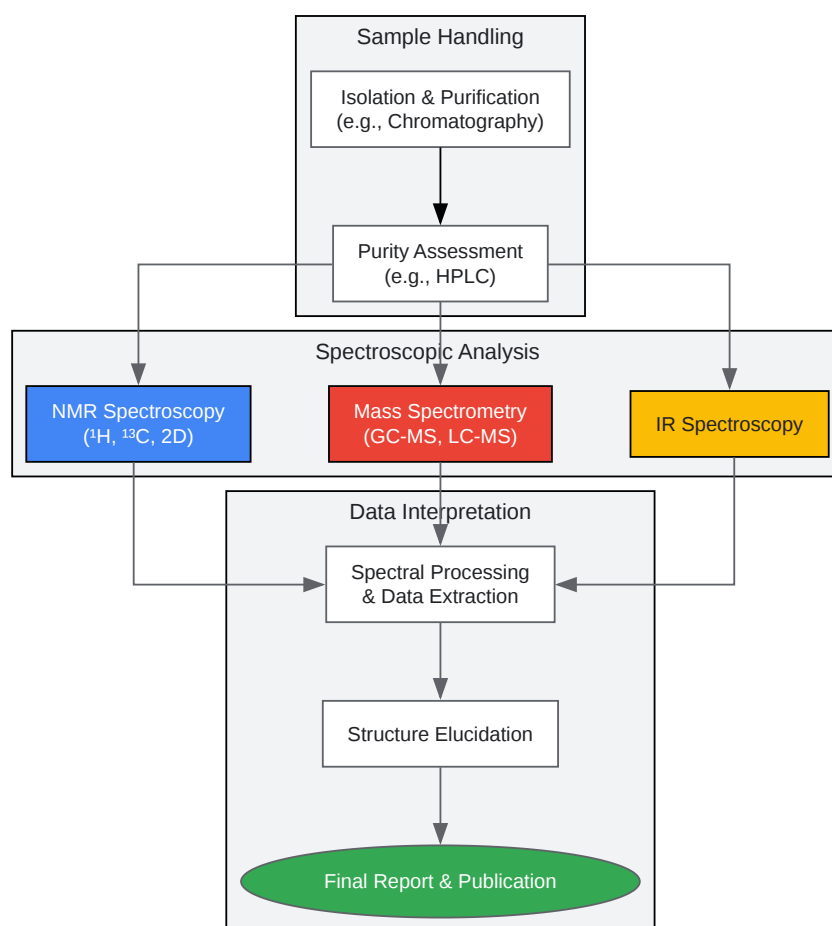 Sample Handling
Isolation & Purification
(e.g., Chromatography)
Purity Assessment
(e.g., HPLC)
Spectroscopic Analysis
NMR Spectroscopy
(¹H, ¹³C, 2D)
Mass Spectrometry
(GC-MS, LC-MS)
IR Spectroscopy
Data Interpretation
Spectral Processing
& Data Extraction
Structure Elucidation
Final Report & Publication